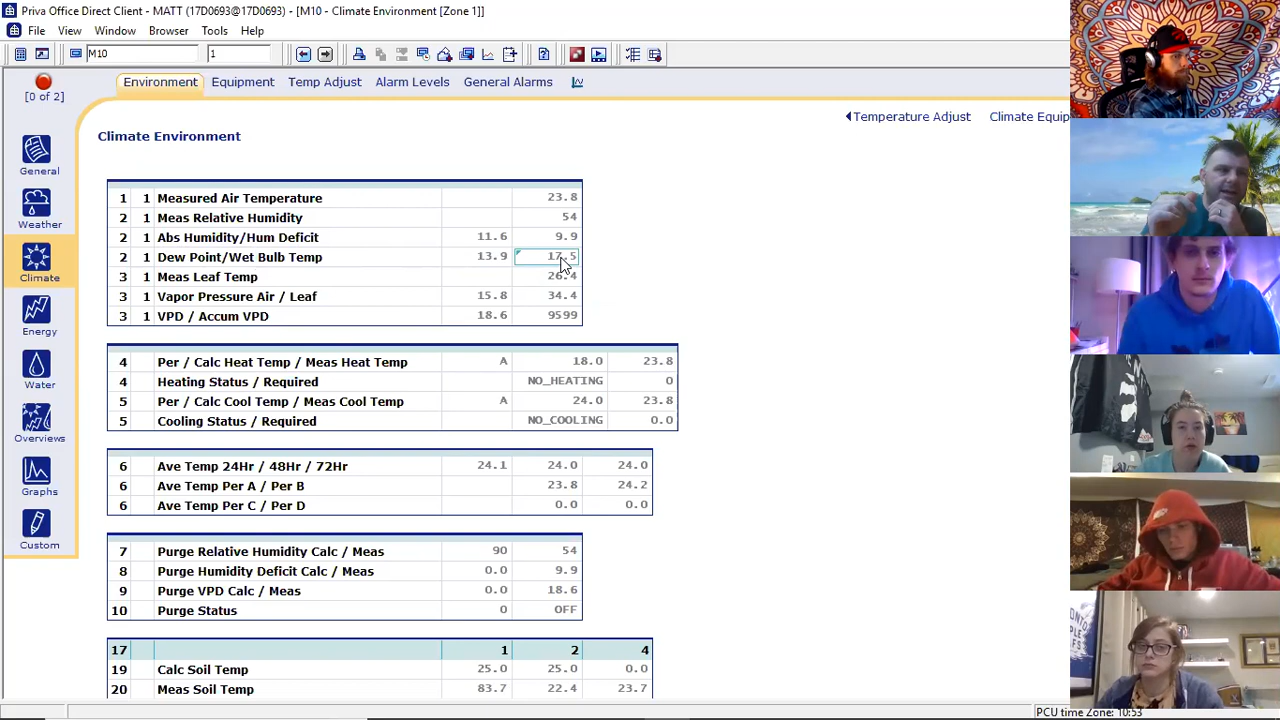 Priva Office Direct Client - MATT (17D0693@17D0693) - [M10 - Climate Environment [Zone 1]]
File View Window Browser Tools Help
M10 1
[0 of 2]
Environment Equipment Temp Adjust Alarm Levels General Alarms
Temperature Adjust Climate Equip
Climate Environment
General
Weather
Climate
Energy
Water
Overviews
Graphs
Custom
1 1 Measured Air Temperature 23.8
2 1 Meas Relative Humidity 54
2 1 Abs Humidity/Hum Deficit 11.6 9.9
2 1 Dew Point/Wet Bulb Temp 13.9 17.5
3 1 Meas Leaf Temp 26.4
3 1 Vapor Pressure Air / Leaf 15.8 34.4
3 1 VPD / Accum VPD 18.6 9599
4 Per / Calc Heat Temp / Meas Heat Temp A 18.0 23.8
4 Heating Status / Required NO_HEATING 0
5 Per / Calc Cool Temp / Meas Cool Temp A 24.0 23.8
5 Cooling Status / Required NO_COOLING 0.0
6 Ave Temp 24Hr / 48Hr / 72Hr 24.1 24.0 24.0
6 Ave Temp Per A / Per B 23.8 24.2
6 Ave Temp Per C / Per D 0.0 0.0
7 Purge Relative Humidity Calc / Meas 90 54
8 Purge Humidity Deficit Calc / Meas 0.0 9.9
9 Purge VPD Calc / Meas 0.0 18.6
10 Purge Status 0 OFF
17 1 2 4
19 Calc Soil Temp 25.0 25.0 0.0
20 Meas Soil Temp 83.7 22.4 23.7
PCU time Zone: 10:53